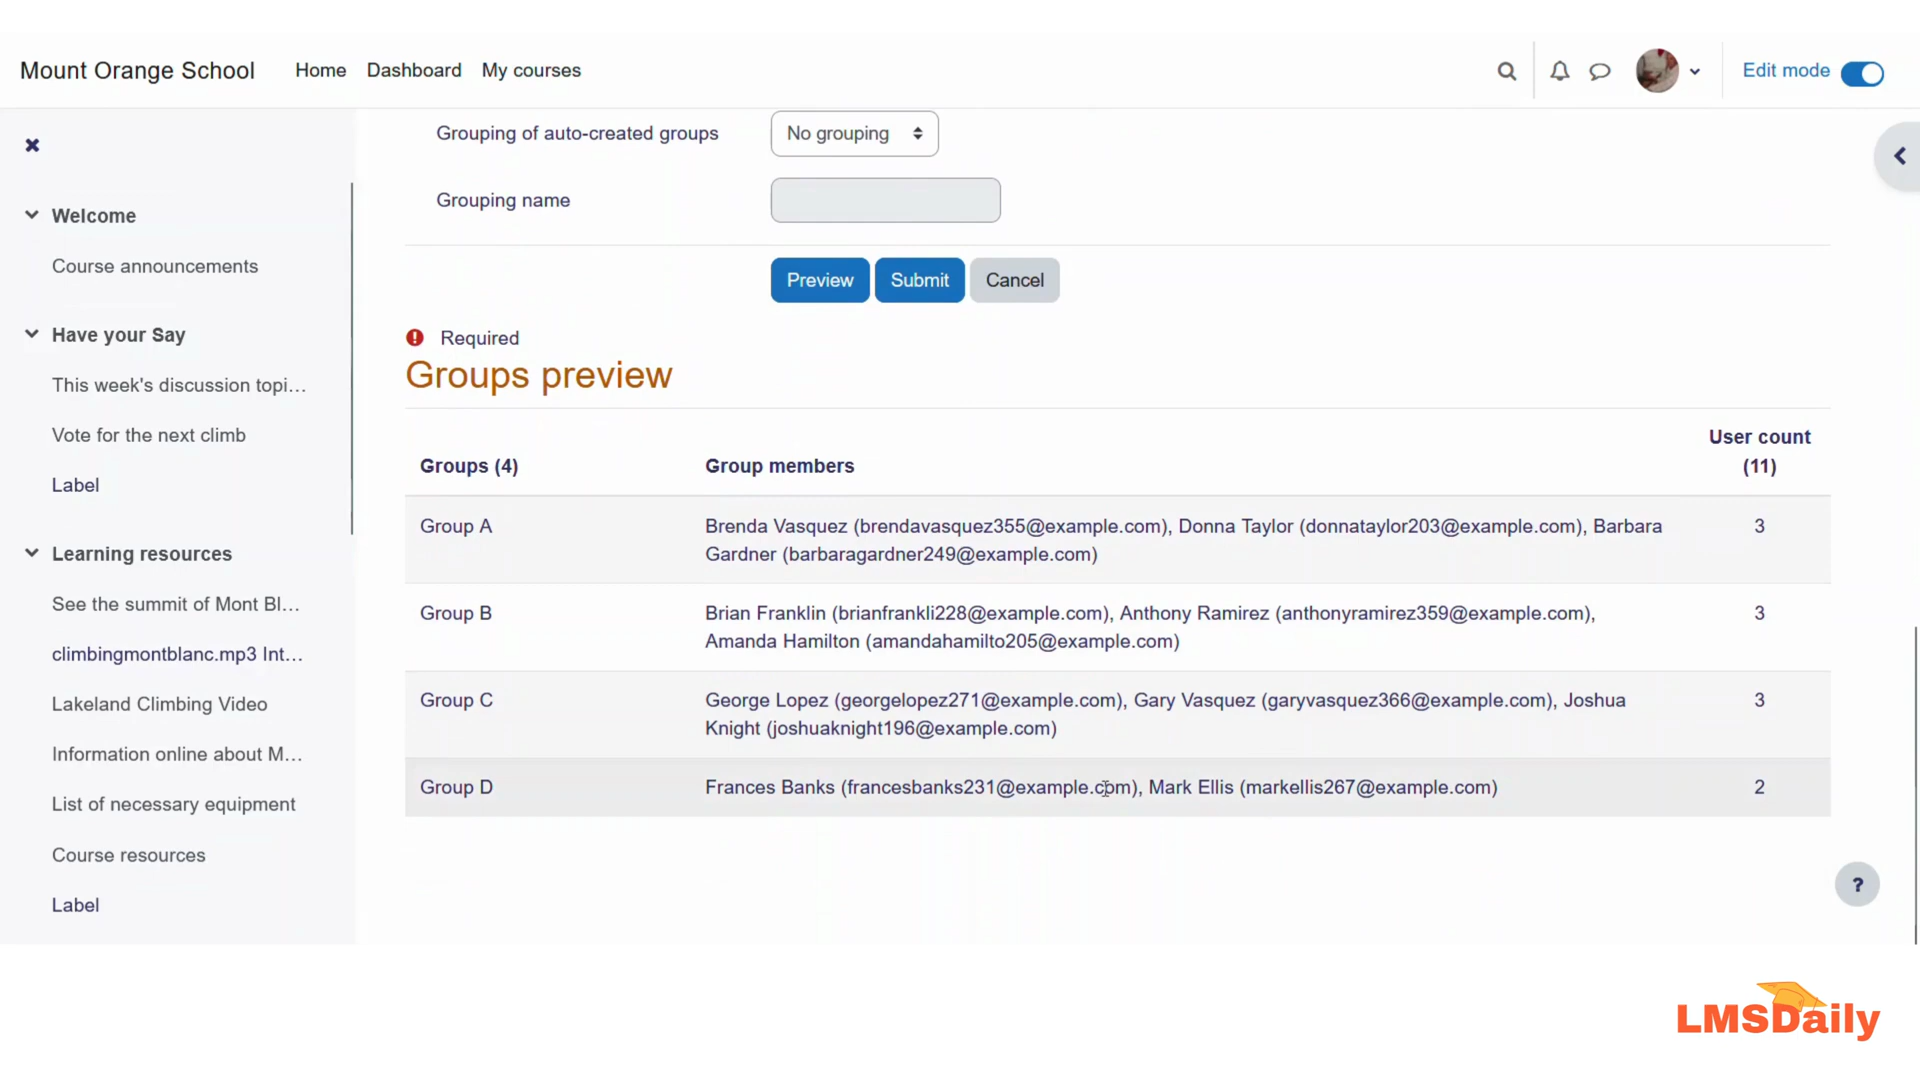 Mount Orange School Home Dashboard My courses Edit mode
Grouping of auto-created groups No grouping
Grouping name
Preview Submit Cancel
Required
Groups preview
Groups (4) Group members User count (11)
Group A Brenda Vasquez (brendavasquez355@example.com), Donna Taylor (donnataylor203@example.com), Barbara 3
Gardner (barbaragardner249@example.com)
Group B Brian Franklin (brianfrankli228@example.com), Anthony Ramirez (anthonyramirez359@example.com), 3
Amanda Hamilton (amandahamilto205@example.com)
Group C George Lopez (georgelopez271@example.com), Gary Vasquez (garyvasquez366@example.com), Joshua 3
Knight (joshuaknight196@example.com)
Group D Frances Banks (francesbanks231@example.com), Mark Ellis (markellis267@example.com) 2
Welcome
Course announcements
Have your Say
This week's discussion topi...
Vote for the next climb
Label
Learning resources
See the summit of Mont Bl...
climbingmontblanc.mp3 Int...
Lakeland Climbing Video
Information online about M...
List of necessary equipment
Course resources
Label
?
LMSDaily